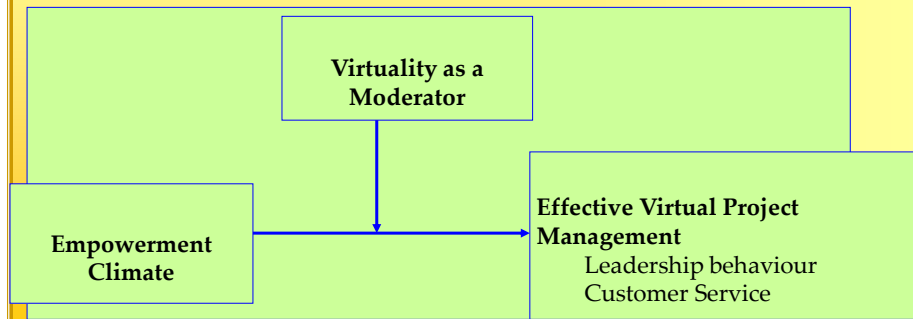 Virtuality as a
Moderator
Empowerment
Climate
Effective Virtual Project
Management
Leadership behaviour
Customer Service